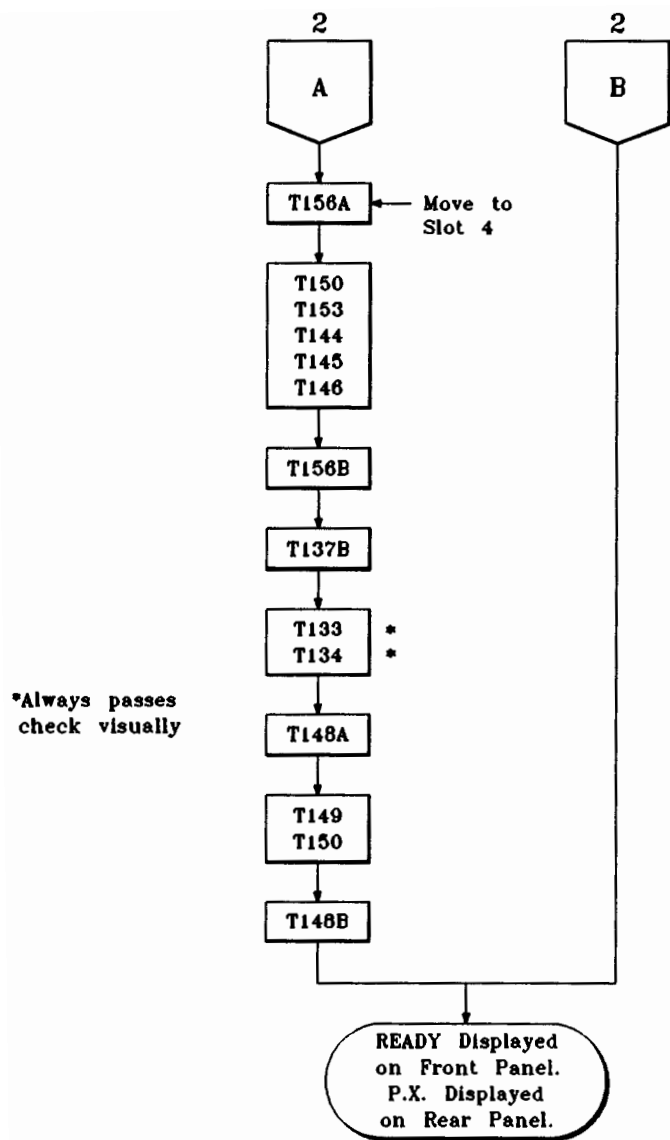 2
2
A
B
T156A
Move to
Slot 4
T150
T153
T144
T145
T146
T156B
T137B
T133 *
T134 *
*Always passes
check visually
T148A
T149
T150
T148B
READY Displayed
on Front Panel.
P.X. Displayed
on Rear Panel.